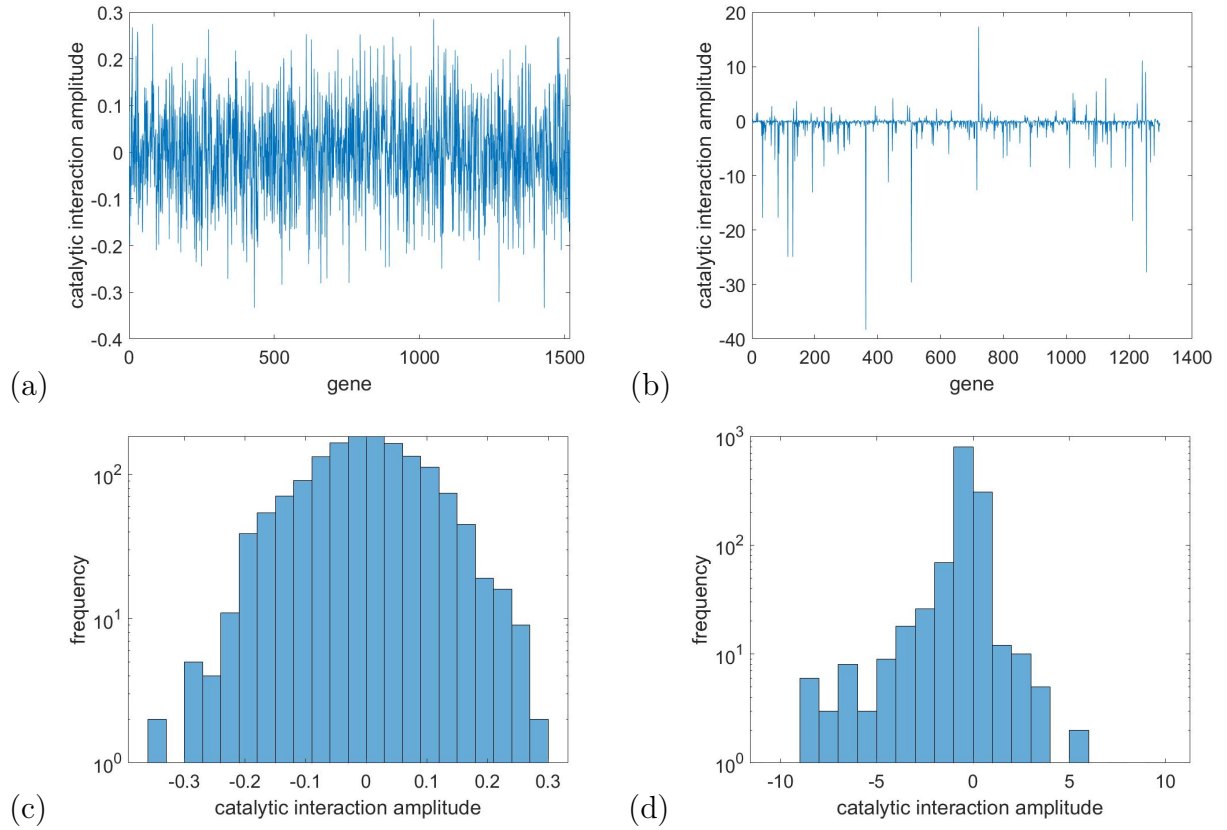 0.3
0.2
0.1
0
-0.1
-0.2
-0.3
-0.4
catalytic interaction amplitude
0 500 1000 1500
gene
(a)
20
10
0
-10
-20
-30
-40
catalytic interaction amplitude
0 200 400 600 800 1000 1200 1400
gene
(b)
10^2
10^1
10^0
frequency
-0.3 -0.2 -0.1 0 0.1 0.2 0.3
catalytic interaction amplitude
(c)
10^3
10^2
10^1
10^0
frequency
-10 -5 0 5 10
catalytic interaction amplitude
(d)